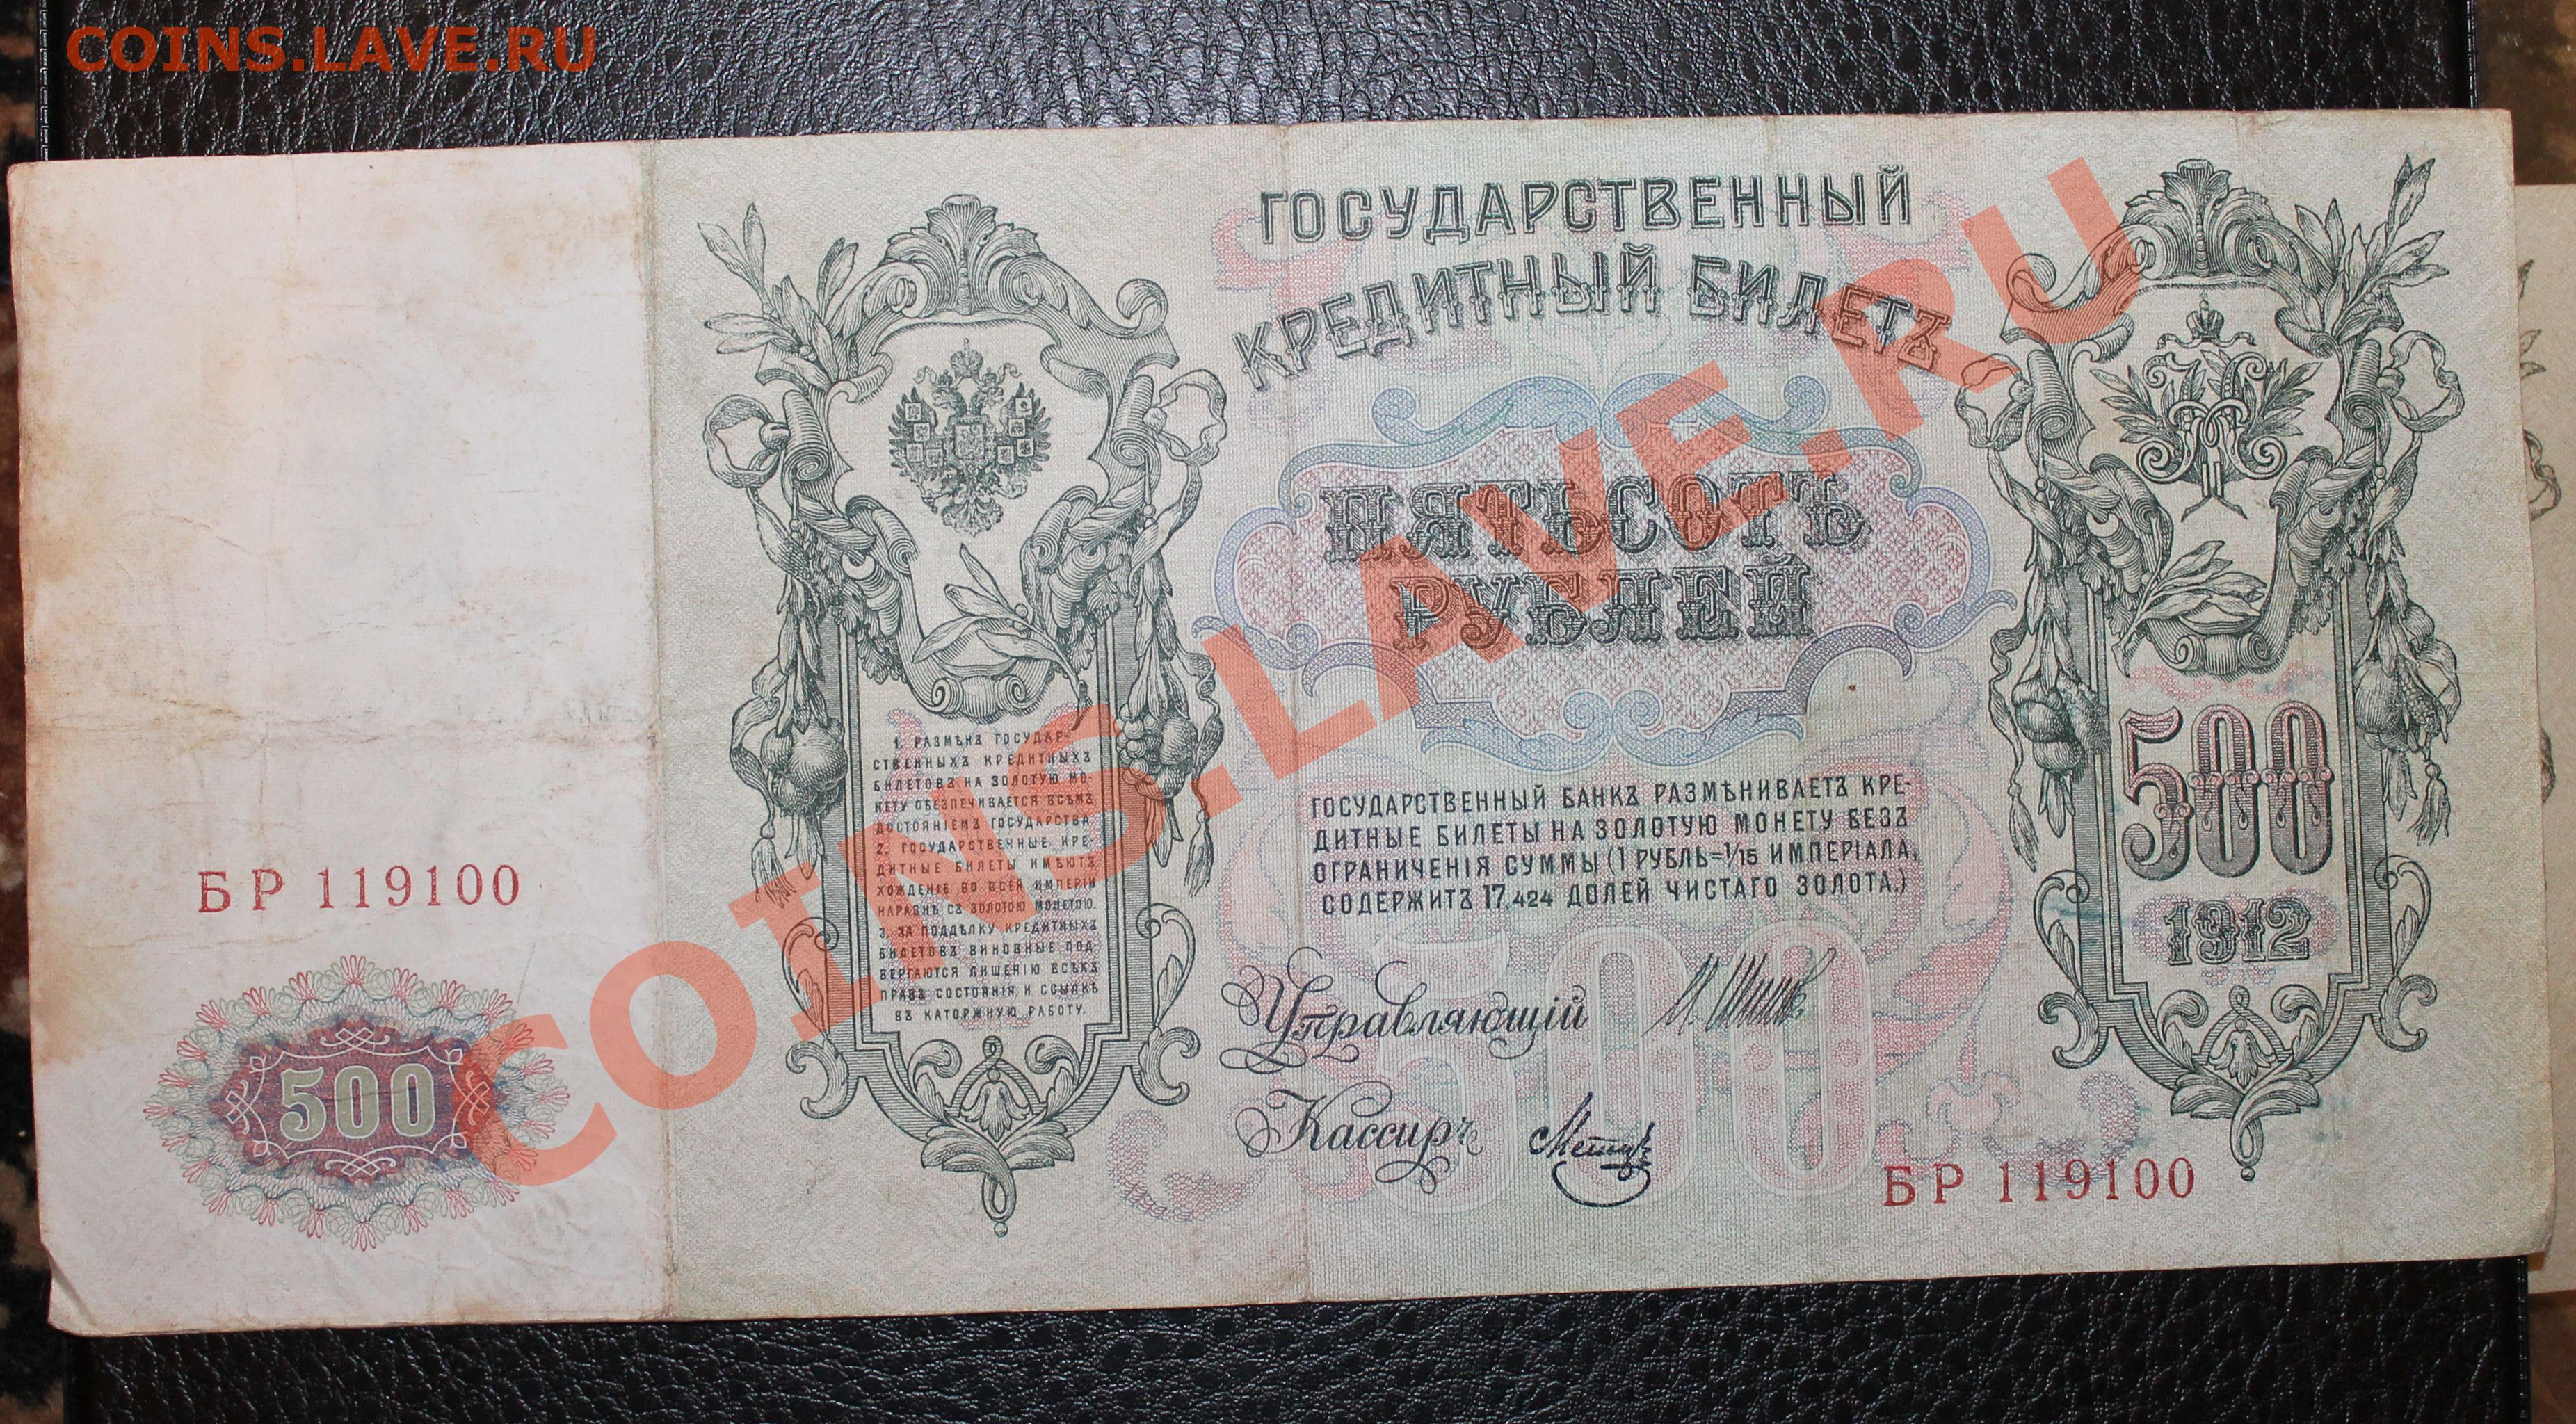 COINS.LAVE.RU
ГОСУДАРСТВЕННЫЙ
КРЕДИТНЫЙ БИЛЕТЪ
ПЯТЬСОТЪ
РУБЛЕЙ
1. РАЗМѢНЪ ГОСУДАР-
СТВЕННЫХЪ КРЕДИТНЫХЪ
БИЛЕТОВЪ НА ЗОЛОТУЮ МО-
НЕТУ ОБЕЗПЕЧИВАЕТСЯ ВСѢМЪ
ДОСТОЯНІЕМЪ ГОСУДАРСТВА.
2. ГОСУДАРСТВЕННЫЕ КРЕ-
ДИТНЫЕ БИЛЕТЫ ИМѢЮТЪ
ХОЖДЕНІЕ ВО ВСЕЙ ИМПЕРІИ
НАРАВНѢ СЪ ЗОЛОТОЮ МОНЕТОЮ.
3. ЗА ПОДДѢЛКУ КРЕДИТНЫХЪ
БИЛЕТОВЪ ВИНОВНЫЕ ПОД-
ВЕРГАЮТСЯ ЛИШЕНІЮ ВСѢХЪ
ПРАВЪ СОСТОЯНІЯ И ССЫЛКѢ
ВЪ КАТОРЖНУЮ РАБОТУ.
ГОСУДАРСТВЕННЫЙ БАНКЪ РАЗМѢНИВАЕТЪ КРЕ-
ДИТНЫЕ БИЛЕТЫ НА ЗОЛОТУЮ МОНЕТУ БЕЗЪ
ОГРАНИЧЕНІЯ СУММЫ (1 РУБЛЬ=1/15 ИМПЕРІАЛА,
СОДЕРЖИТЪ 17,424 ДОЛЕЙ ЧИСТАГО ЗОЛОТА.)
500
1912
БР 119100
500
Управляющій И. Шипов
Кассиръ Метцъ
500
БР 119100
COINS.LAVE.RU